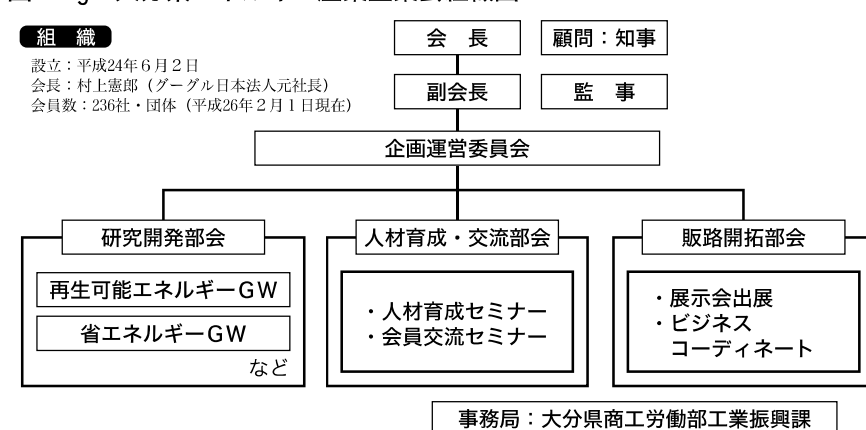 組 織
設立：平成24年６月２日
会長：村上憲郎（グーグル日本法人元社長）
会員数：236社・団体（平成26年２月１日現在）
会 長
顧問：知事
副会長
監 事
企画運営委員会
研究開発部会
再生可能エネルギーＧＷ
省エネルギーＧＷ
など
人材育成・交流部会
・人材育成セミナー
・会員交流セミナー
販路開拓部会
・展示会出展
・ビジネス
コーディネート
事務局：大分県商工労働部工業振興課